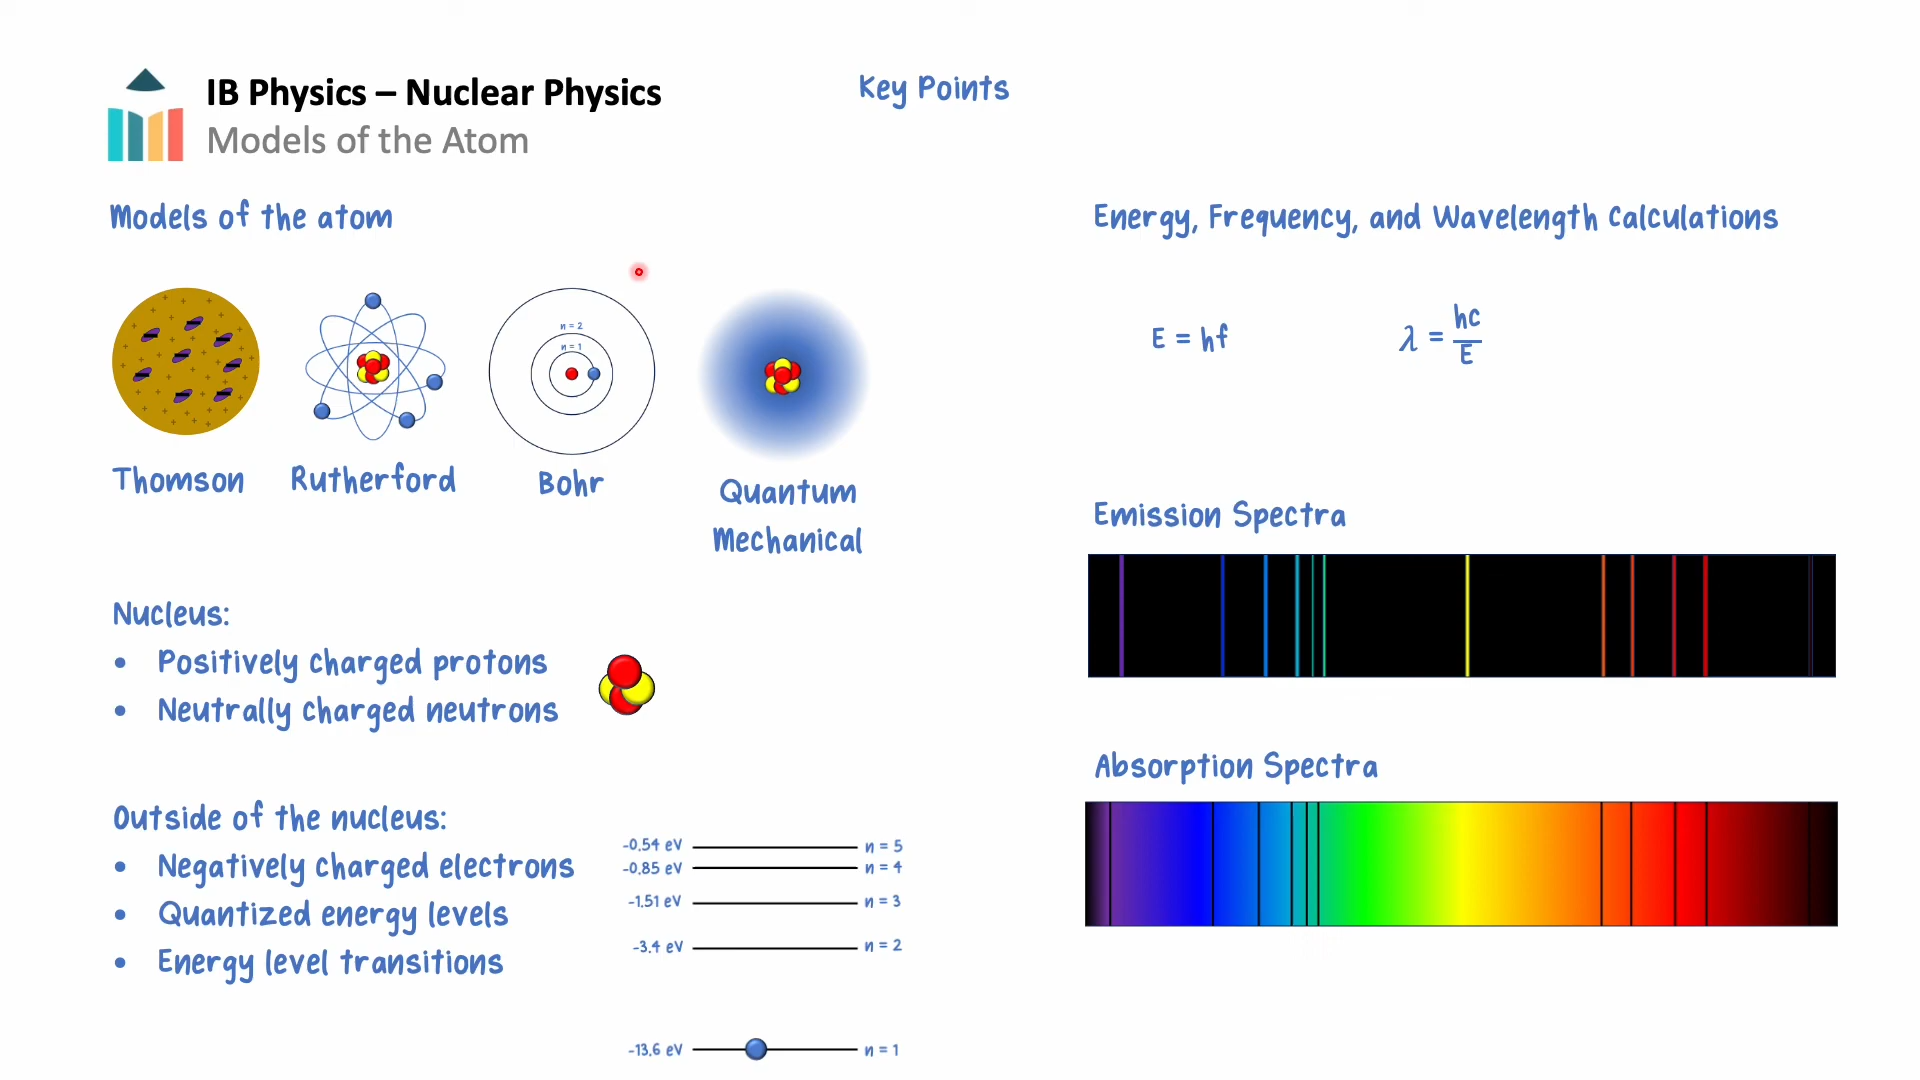 IB Physics – Nuclear Physics
Models of the Atom
Key Points
Models of the atom
n = 2
n = 1
Thomson
Rutherford
Bohr
Quantum
Mechanical
Nucleus:
• Positively charged protons
• Neutrally charged neutrons
Outside of the nucleus:
• Negatively charged electrons
• Quantized energy levels
• Energy level transitions
-0.54 eV n = 5
-0.85 eV n = 4
-1.51 eV n = 3
-3.4 eV n = 2
-13.6 eV n = 1
Energy, Frequency, and Wavelength Calculations
E = hf
λ = hc/E
Emission Spectra
Absorption Spectra